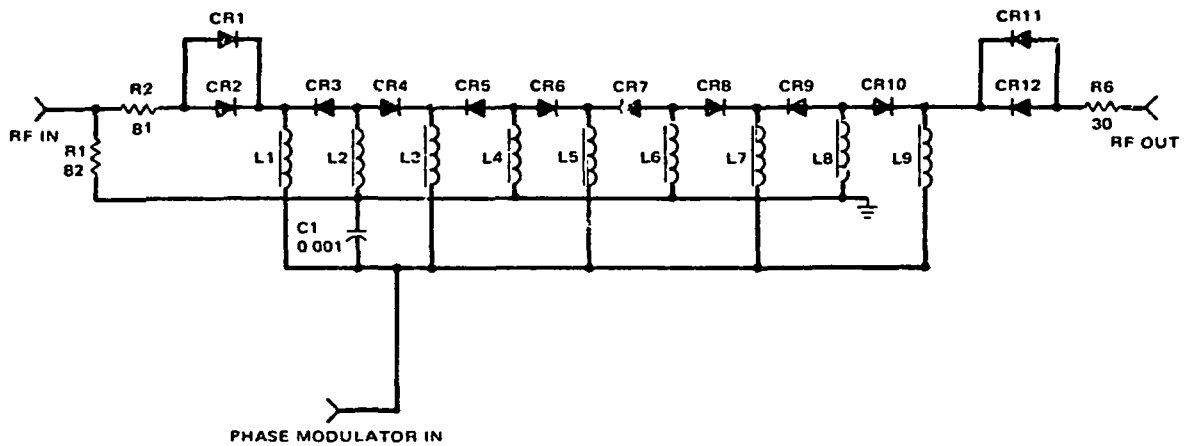 CR1
CR11
R2
CR2
CR3
CR4
CR5
CR6
CR7
CR8
CR9
CR10
CR12
R6
RF IN
81
30
RF OUT
R1
82
L1
L2
L3
L4
L5
L6
L7
L8
L9
C1
0 001
PHASE MODULATOR IN